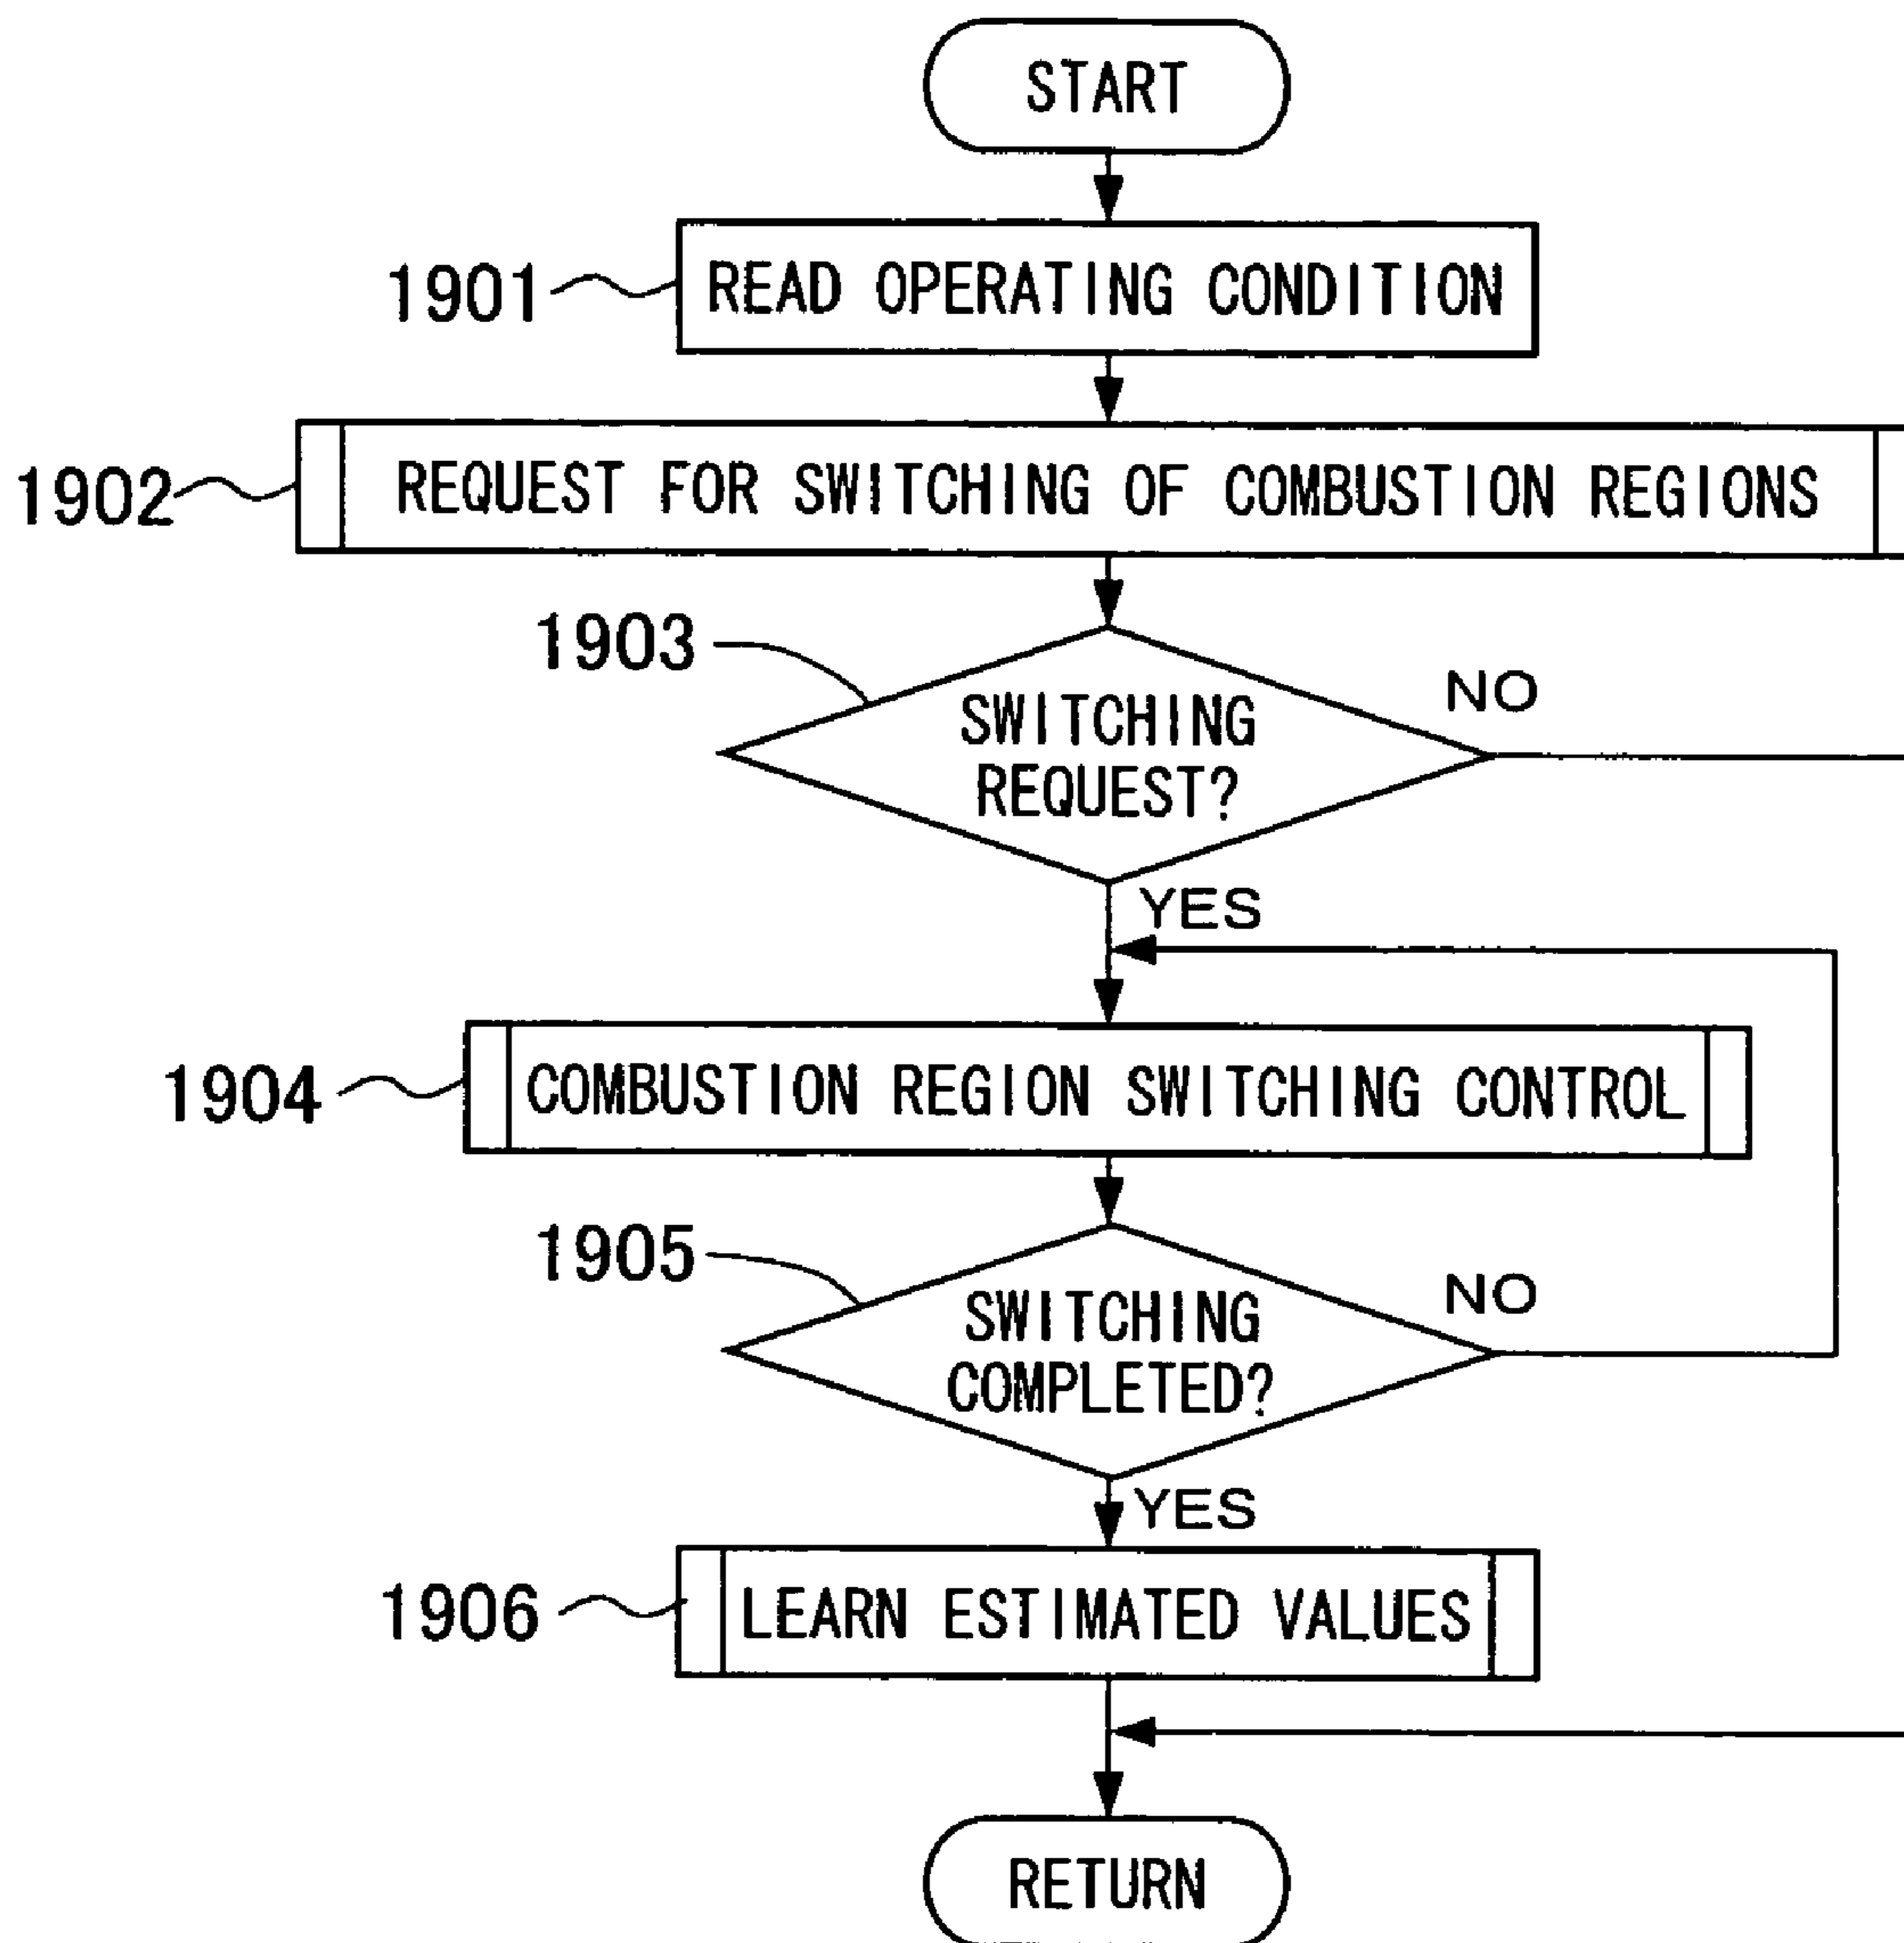 START
1901
READ OPERATING CONDITION
1902
REQUEST FOR SWITCHING OF COMBUSTION REGIONS
1903
SWITCHING
REQUEST?
NO
YES
1904
COMBUSTION REGION SWITCHING CONTROL
1905
SWITCHING
COMPLETED?
NO
YES
1906
LEARN ESTIMATED VALUES
RETURN